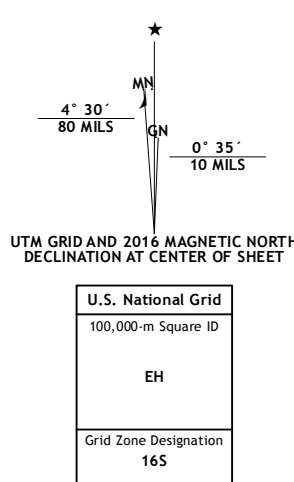 MN
4° 30´
80 MILS
GN
0° 35´
10 MILS
UTM GRID AND 2016 MAGNETIC NORTH
DECLINATION AT CENTER OF SHEET
U.S. National Grid
100,000-m Square ID
EH
Grid Zone Designation
16S